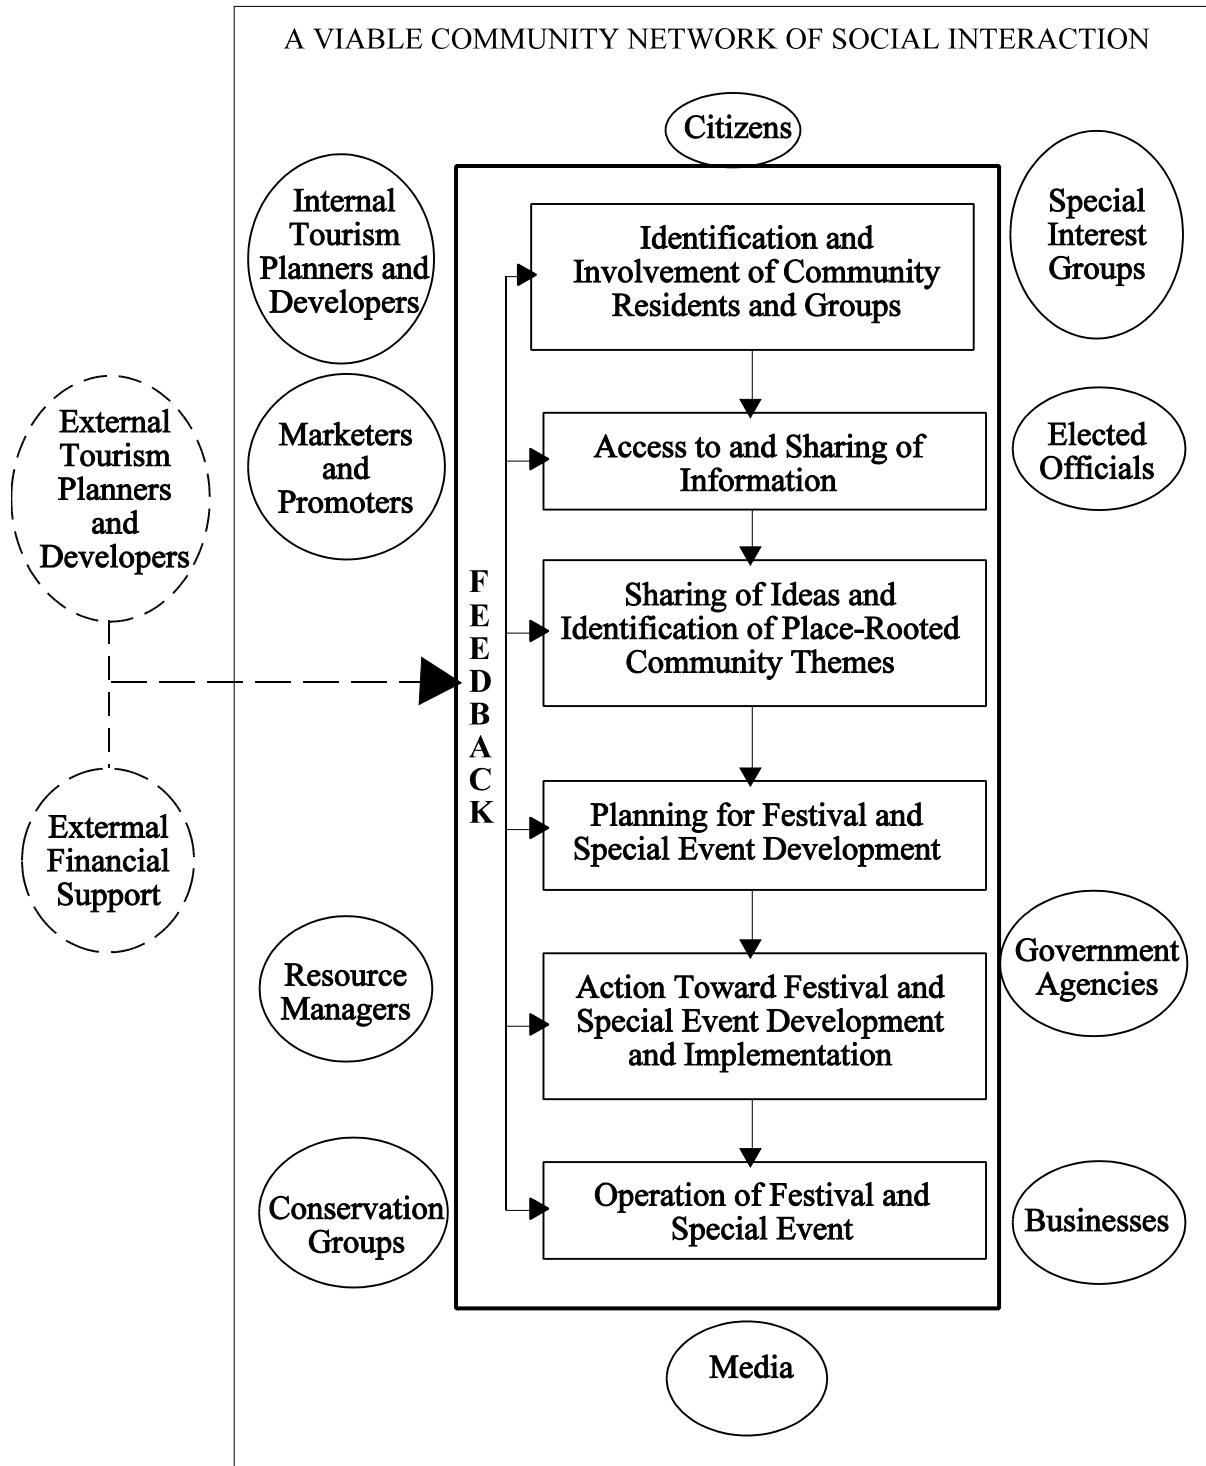 A VIABLE COMMUNITY NETWORK OF SOCIAL INTERACTION
Citizens
Internal
Tourism
Planners and
Developers
Special
Interest
Groups
Identification and
Involvement of Community
Residents and Groups
External
Tourism
Planners
and
Developers
Marketers
and
Promoters
Access to and Sharing of
Information
Elected
Officials
F
E
E
D
B
A
C
K
Sharing of Ideas and
Identification of Place-Rooted
Community Themes
Planning for Festival and
Special Event Development
Extermal
Financial
Support
Resource
Managers
Action Toward Festival and
Special Event Development
and Implementation
Government
Agencies
Conservation
Groups
Operation of Festival and
Special Event
Businesses
Media